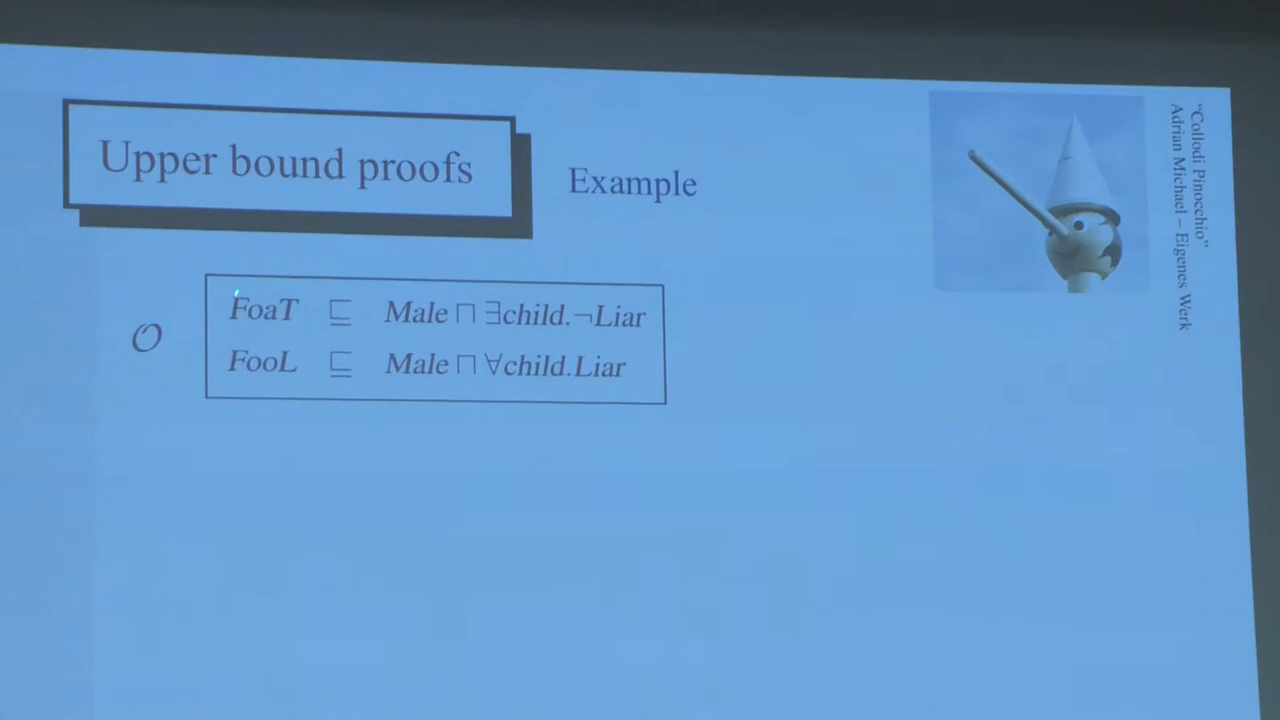 Upper bound proofs
Example
"Collodi Pinocchio"
Adrian Michael – Eigenes Werk
𝒪
FoaT ⊑ Male ⊓ ∃child.¬Liar
FooL ⊑ Male ⊓ ∀child.Liar